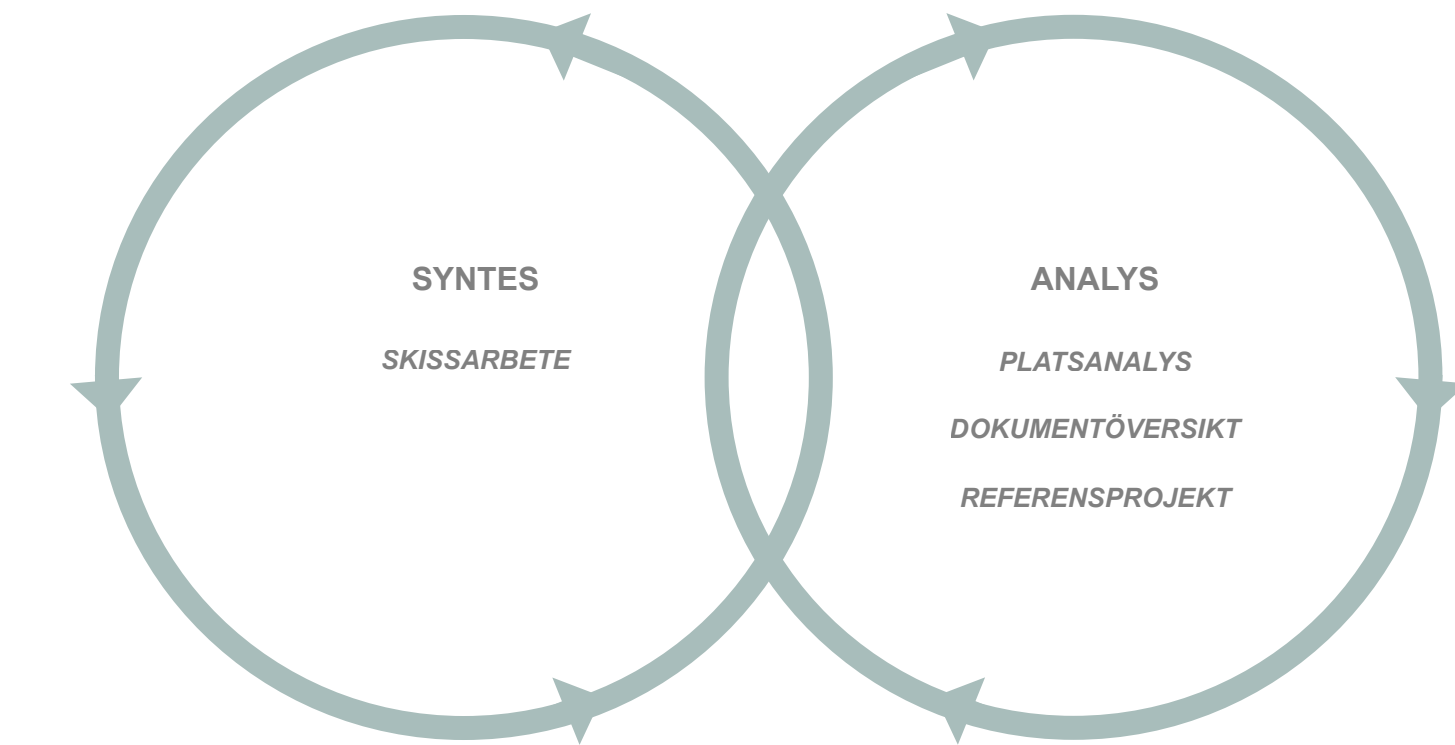 SYNTES
SKISSARBETE
ANALYS
PLATSANALYS
DOKUMENTÖVERSIKT
REFERENSPROJEKT